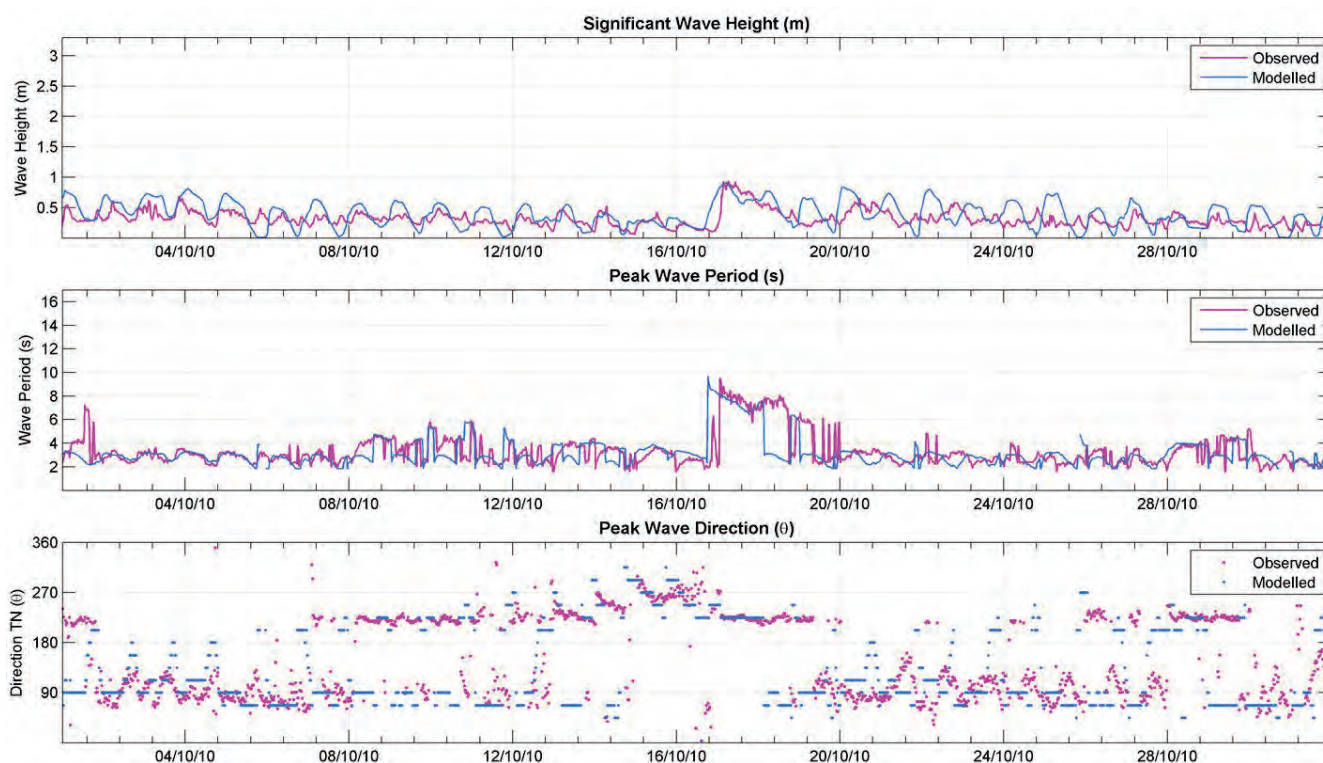 Significant Wave Height (m)
Wave Height (m)
3
2.5
2
1.5
1
0.5
Observed
Modelled
04/10/10 08/10/10 12/10/10 16/10/10 20/10/10 24/10/10 28/10/10
Peak Wave Period (s)
Wave Period (s)
16
14
12
10
8
6
4
2
Observed
Modelled
04/10/10 08/10/10 12/10/10 16/10/10 20/10/10 24/10/10 28/10/10
Peak Wave Direction (θ)
Direction TN (θ)
360
270
180
90
Observed
Modelled
04/10/10 08/10/10 12/10/10 16/10/10 20/10/10 24/10/10 28/10/10